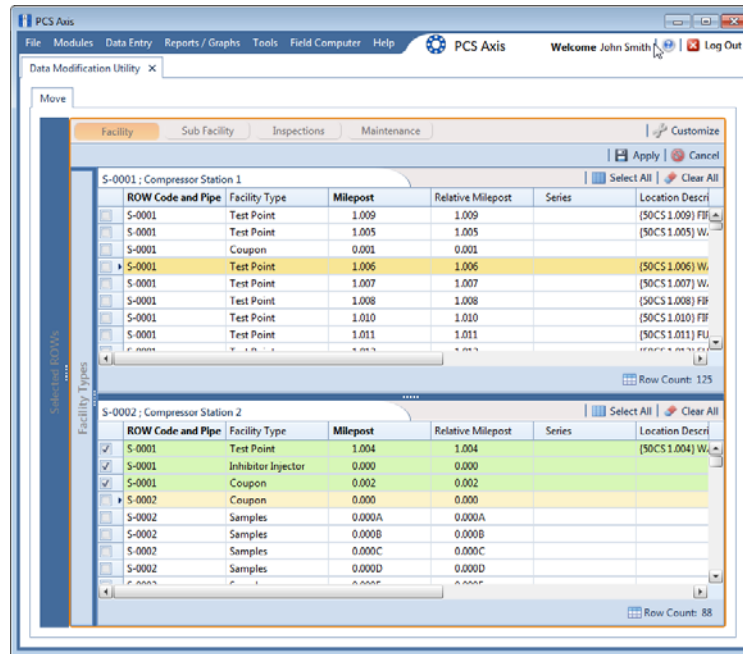 PCS Axis
File Modules Data Entry Reports / Graphs Tools Field Computer Help PCS Axis Welcome John Smith Log Out
Data Modification Utility X
Move
Facility Sub Facility Inspections Maintenance Customize
Apply Cancel
Selected ROWs
Facility Types
S-0001 ; Compressor Station 1 Select All Clear All
ROW Code and Pipe Facility Type Milepost Relative Milepost Series Location Descri
S-0001 Test Point 1.009 1.009 {50CS 1.009} FIF
S-0001 Test Point 1.005 1.005 {50CS 1.005} W.
S-0001 Coupon 0.001 0.001
S-0001 Test Point 1.006 1.006 {50CS 1.006} W.
S-0001 Test Point 1.007 1.007 {50CS 1.007} W.
S-0001 Test Point 1.008 1.008 {50CS 1.008} FIF
S-0001 Test Point 1.010 1.010 {50CS 1.010} FIF
S-0001 Test Point 1.011 1.011 {50CS 1.011} FU
Row Count: 125
S-0002 ; Compressor Station 2 Select All Clear All
ROW Code and Pipe Facility Type Milepost Relative Milepost Series Location Descri
S-0001 Test Point 1.004 1.004 {50CS 1.004} W.
S-0001 Inhibitor Injector 0.000 0.000
S-0001 Coupon 0.002 0.002
S-0002 Coupon 0.000 0.000
S-0002 Samples 0.000A 0.000A
S-0002 Samples 0.000B 0.000B
S-0002 Samples 0.000C 0.000C
S-0002 Samples 0.000D 0.000D
Row Count: 88